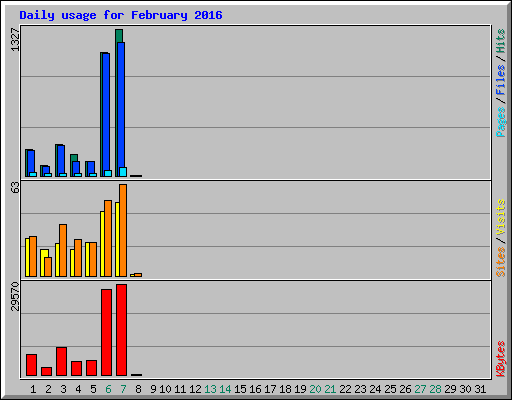 Daily usage for February 2016
1327
Pages / Files / Hits
63
Sites / Visits
29570
KBytes
1 2 3 4 5 6 7 8 9 10 11 12 13 14 15 16 17 18 19 20 21 22 23 24 25 26 27 28 29 30 31